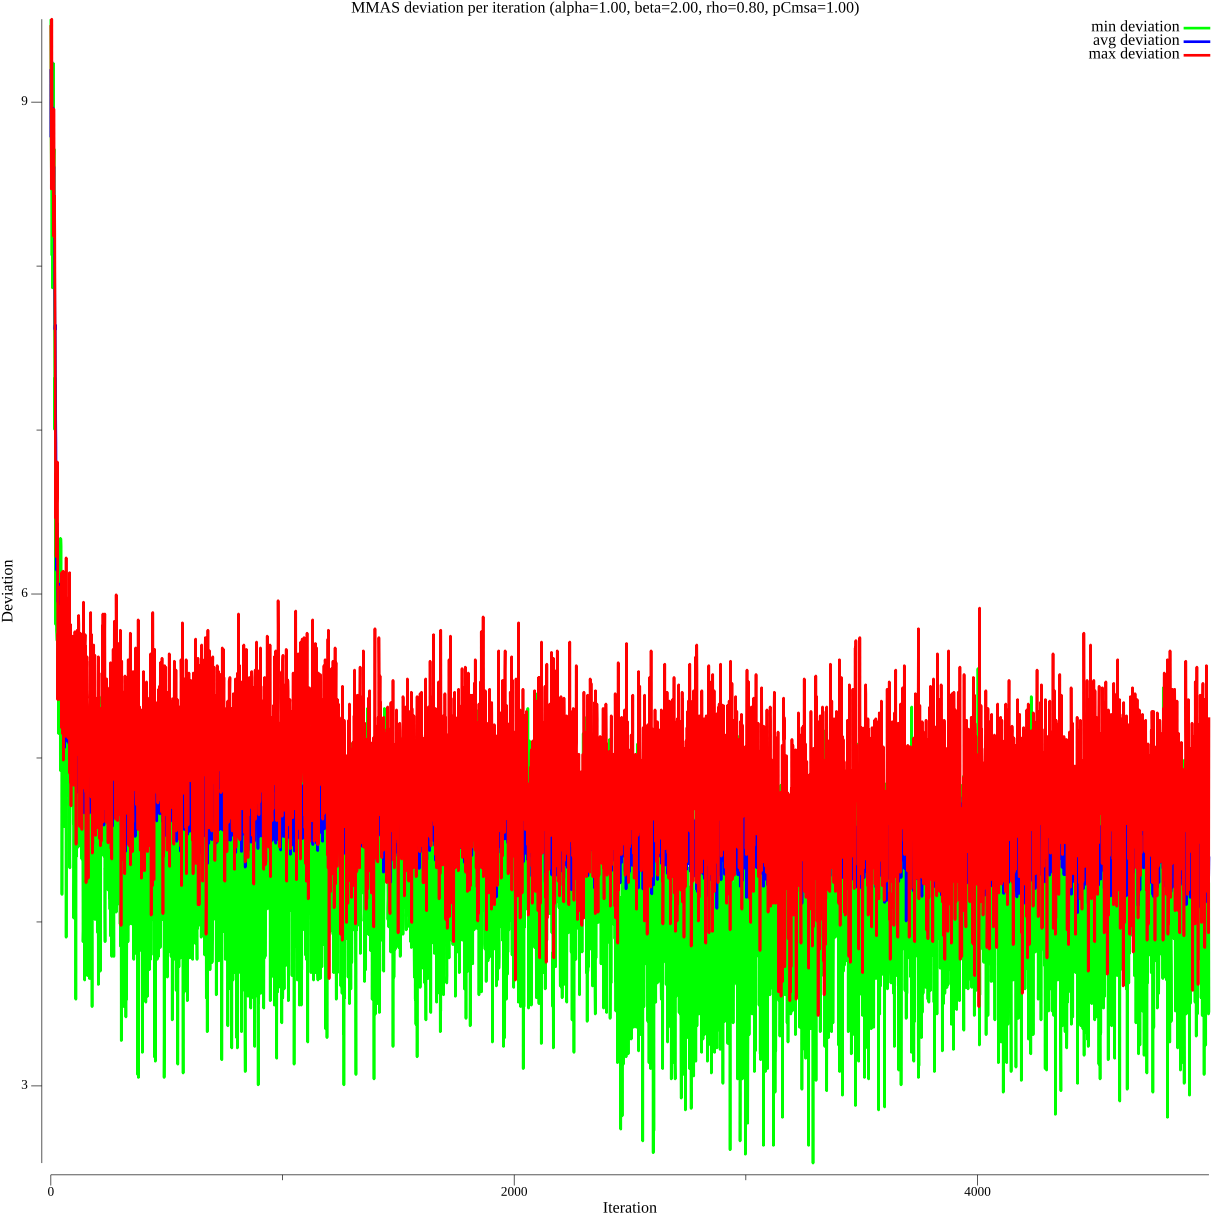 MMAS deviation per iteration (alpha=1.00, beta=2.00, rho=0.80, pCmsa=1.00)
min deviation
avg deviation
max deviation
9
6
3
Deviation
0
2000
4000
Iteration